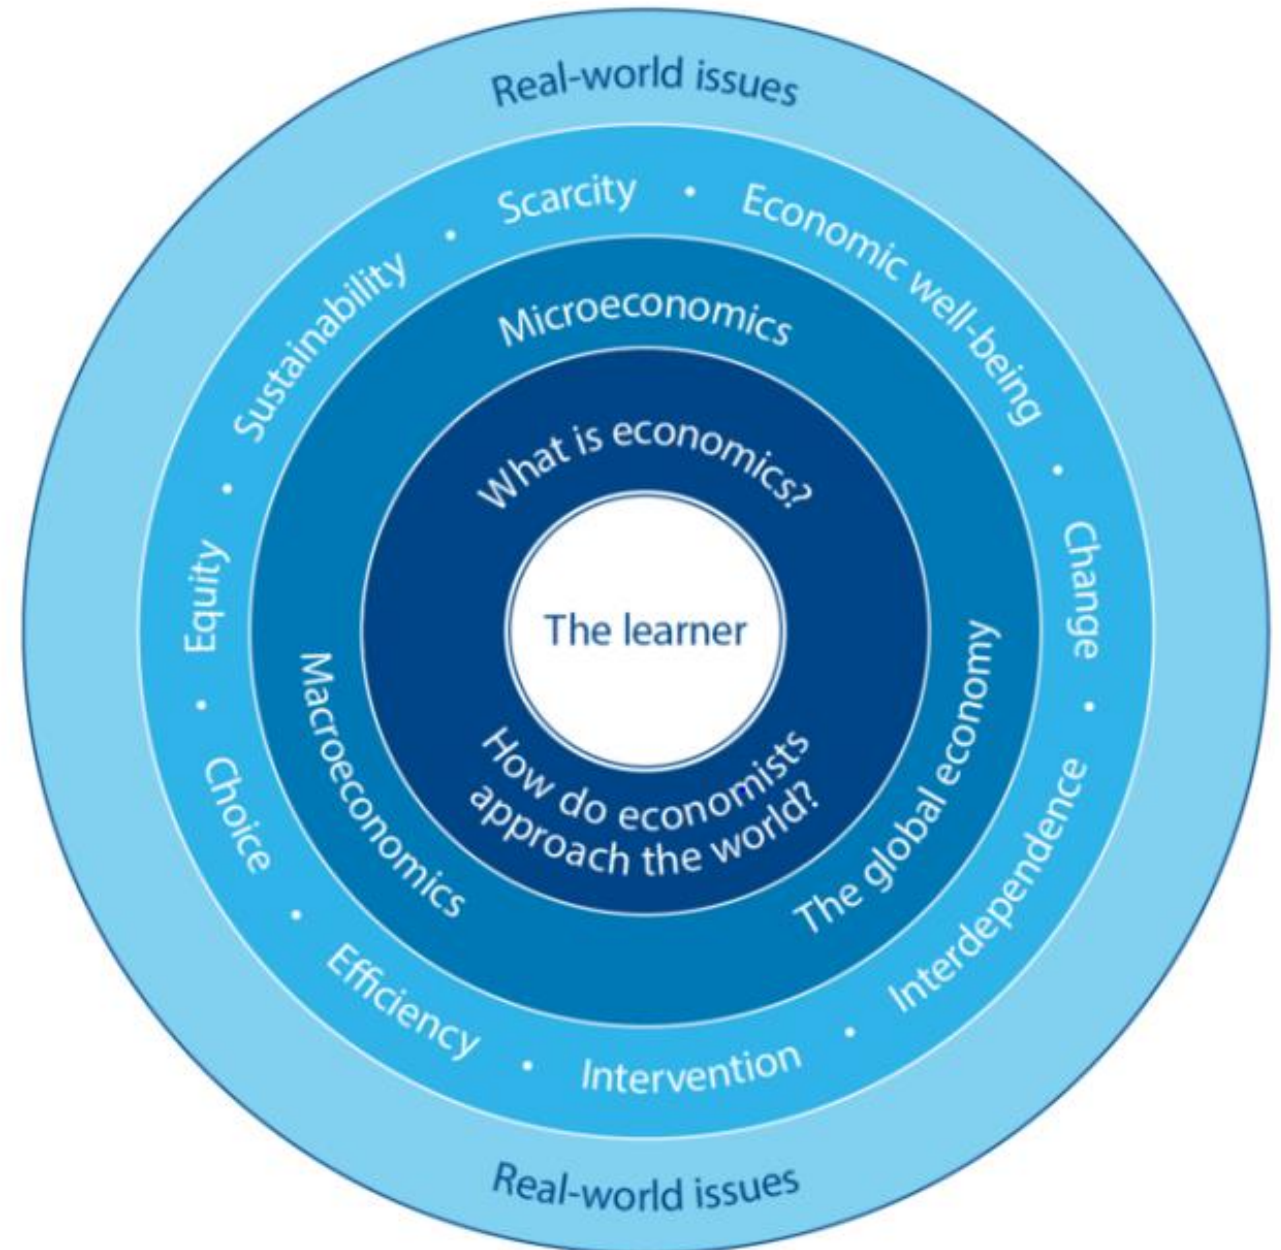 Real-world issues
Scarcity • Economic well-being • Change • Interdependence • Intervention • Efficiency • Choice • Equity • Sustainability •
Microeconomics
The global economy
Macroeconomics
What is economics?
The learner
How do economists
approach the world?
Real-world issues